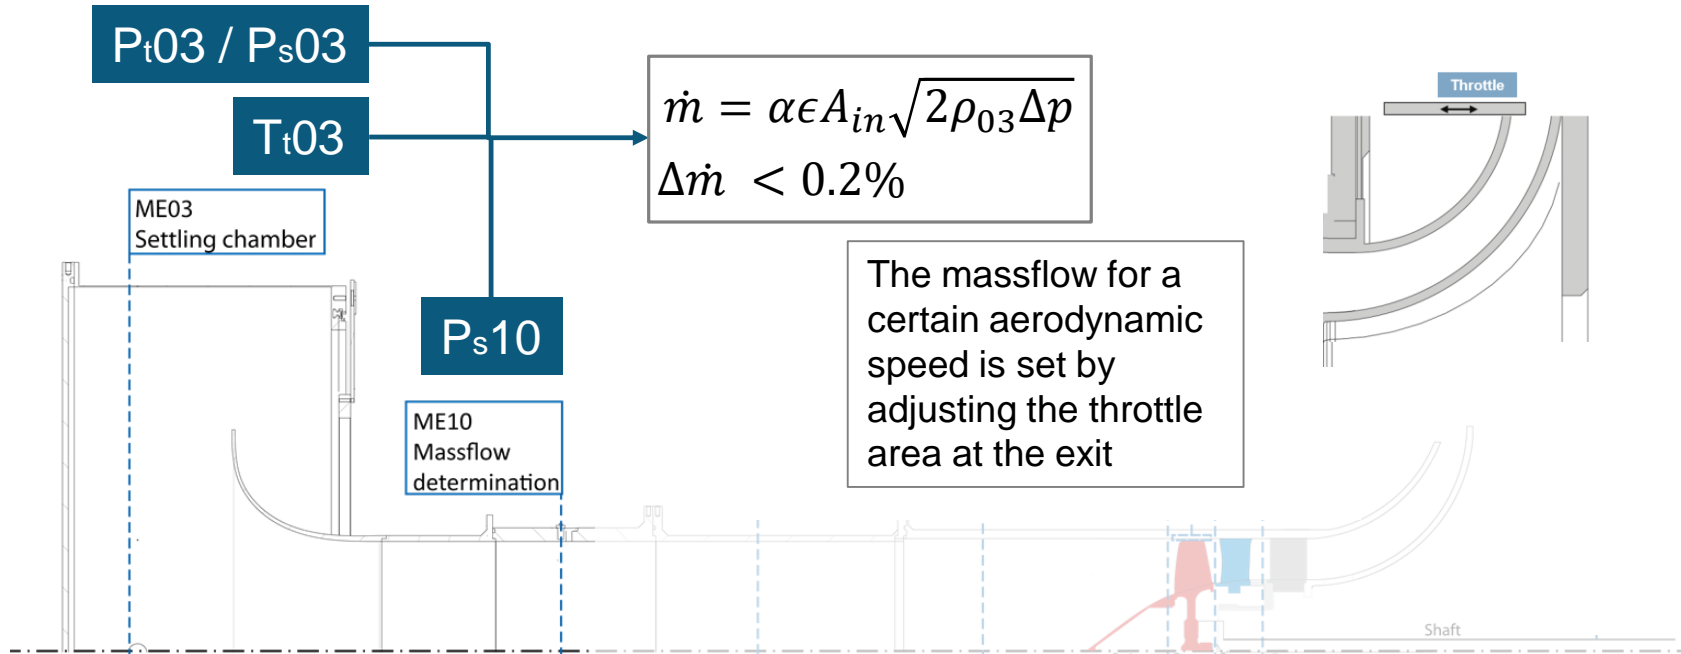 Pt03 / Ps03
Tt03
ṁ = αϵA_in√2ρ_03Δp
Δṁ < 0.2%
Throttle
ME03
Settling chamber
Ps10
The massflow for a
certain aerodynamic
speed is set by
adjusting the throttle
area at the exit
ME10
Massflow
determination
Shaft